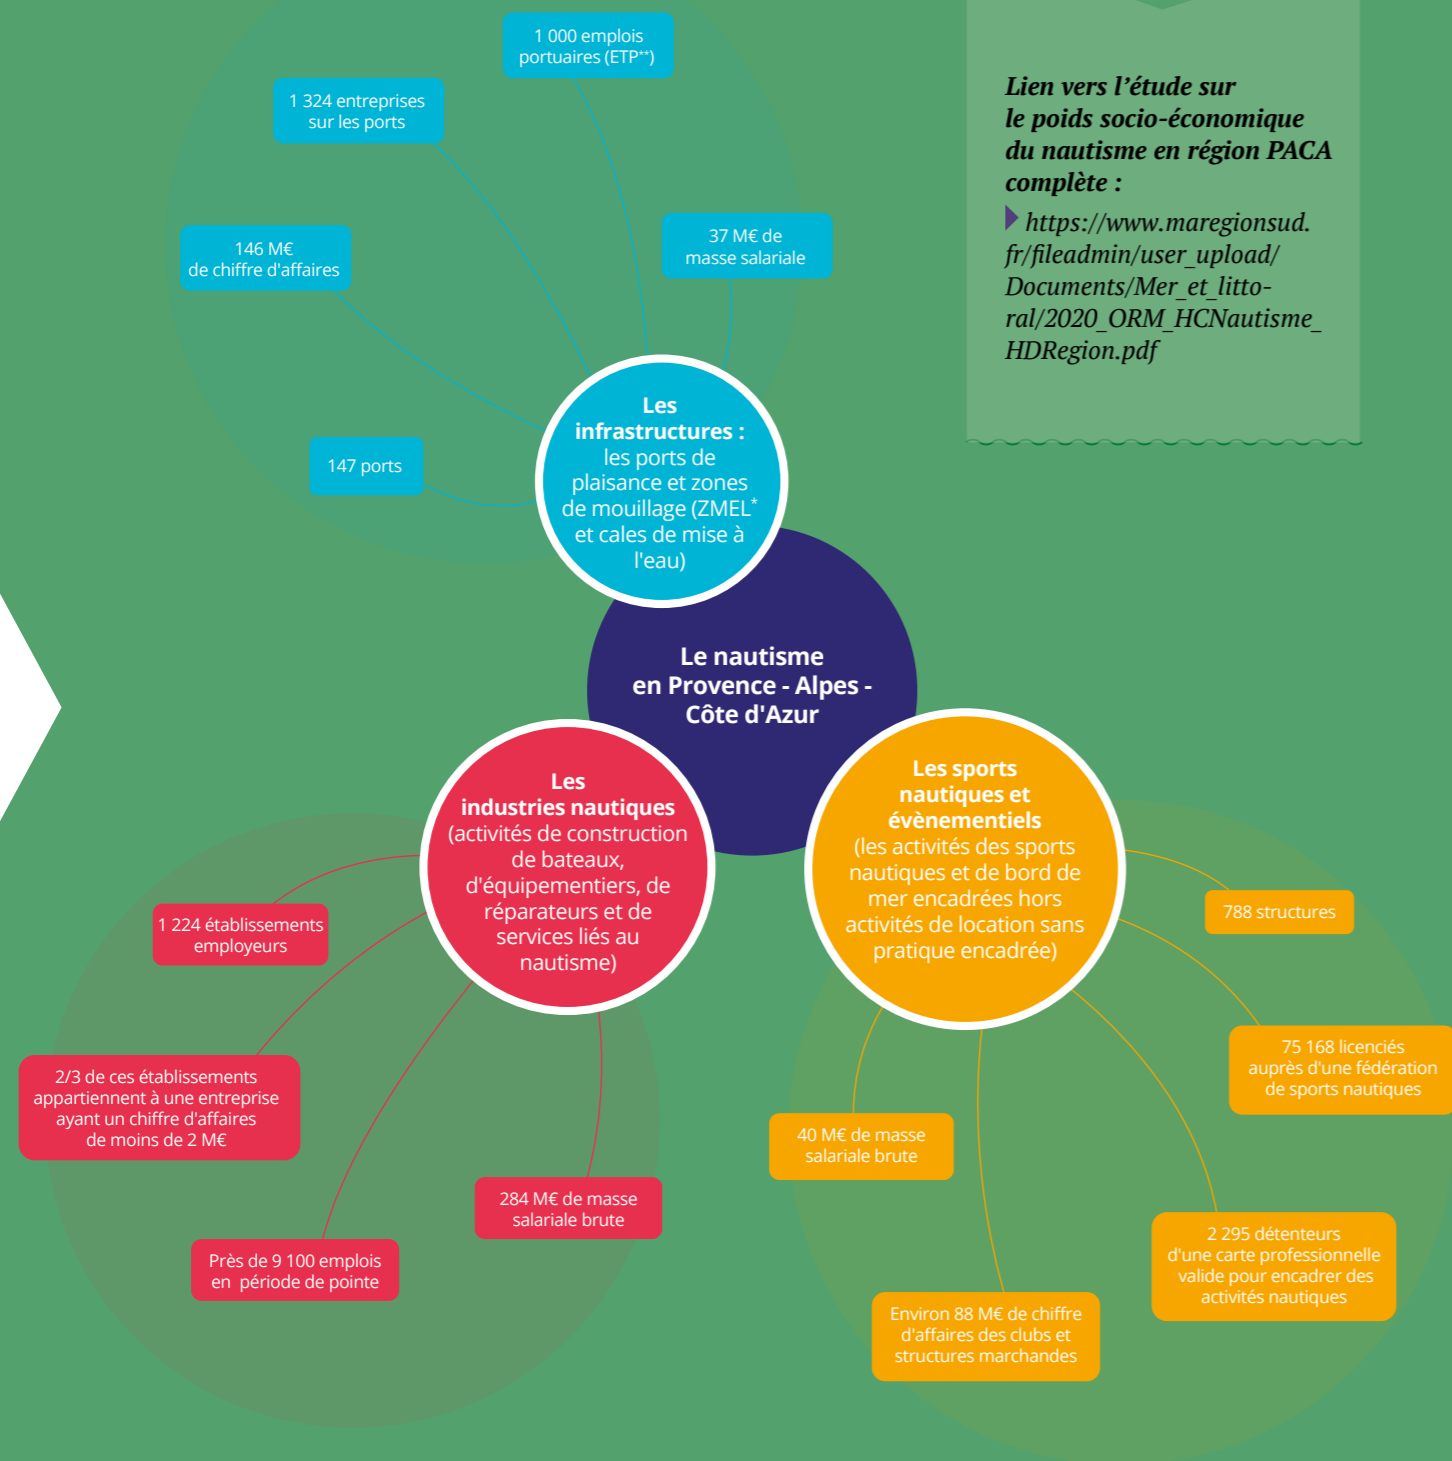 1 000 emplois
portuaires (ETP**)
1 324 entreprises
sur les ports
146 M€
de chiffre d'affaires
37 M€ de
masse salariale
147 ports
Les
infrastructures :
les ports de
plaisance et zones
de mouillage (ZMEL*
et cales de mise à
l'eau)
Lien vers l'étude sur
le poids socio-économique
du nautisme en région PACA
complète :
https://www.maregionsud.
fr/fileadmin/user_upload/
Documents/Mer_et_litto-
ral/2020_ORM_HCNautisme_
HDRegion.pdf
Le nautisme
en Provence - Alpes -
Côte d'Azur
Les
industries nautiques
(activités de construction
de bateaux,
d'équipementiers, de
réparateurs et de
services liés au
nautisme)
1 224 établissements
employeurs
2/3 de ces établissements
appartiennent à une entreprise
ayant un chiffre d'affaires
de moins de 2 M€
Près de 9 100 emplois
en période de pointe
284 M€ de masse
salariale brute
Les sports
nautiques et
évènementiels
(les activités des sports
nautiques et de bord de
mer encadrées hors
activités de location sans
pratique encadrée)
788 structures
75 168 licenciés
auprès d'une fédération
de sports nautiques
2 295 détenteurs
d'une carte professionnelle
valide pour encadrer des
activités nautiques
40 M€ de masse
salariale brute
Environ 88 M€ de chiffre
d'affaires des clubs et
structures marchandes